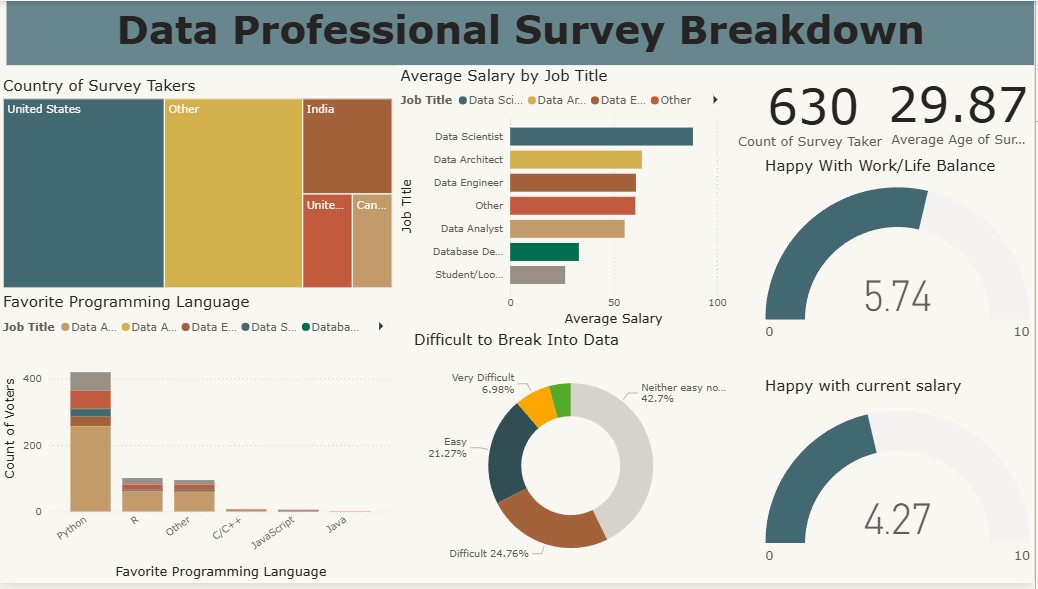 Data Professional Survey Breakdown
Country of Survey Takers
United States
Other
India
Unite...
Can...
Average Salary by Job Title
Job Title Data Sci... Data Ar... Data E... Other
Job Title
Data Scientist
Data Architect
Data Engineer
Other
Data Analyst
Database De...
Student/Loo...
0 50 100
Average Salary
630
Count of Survey Taker
29.87
Average Age of Sur...
Happy With Work/Life Balance
5.74
0 10
Favorite Programming Language
Job Title Data A... Data A... Data E... Data S... Databa...
Count of Voters
400
200
0
Python R Other C/C++ JavaScript Java
Favorite Programming Language
Difficult to Break Into Data
Very Difficult
6.98%
Neither easy no...
42.7%
Easy
21.27%
Difficult 24.76%
Happy with current salary
4.27
0 10